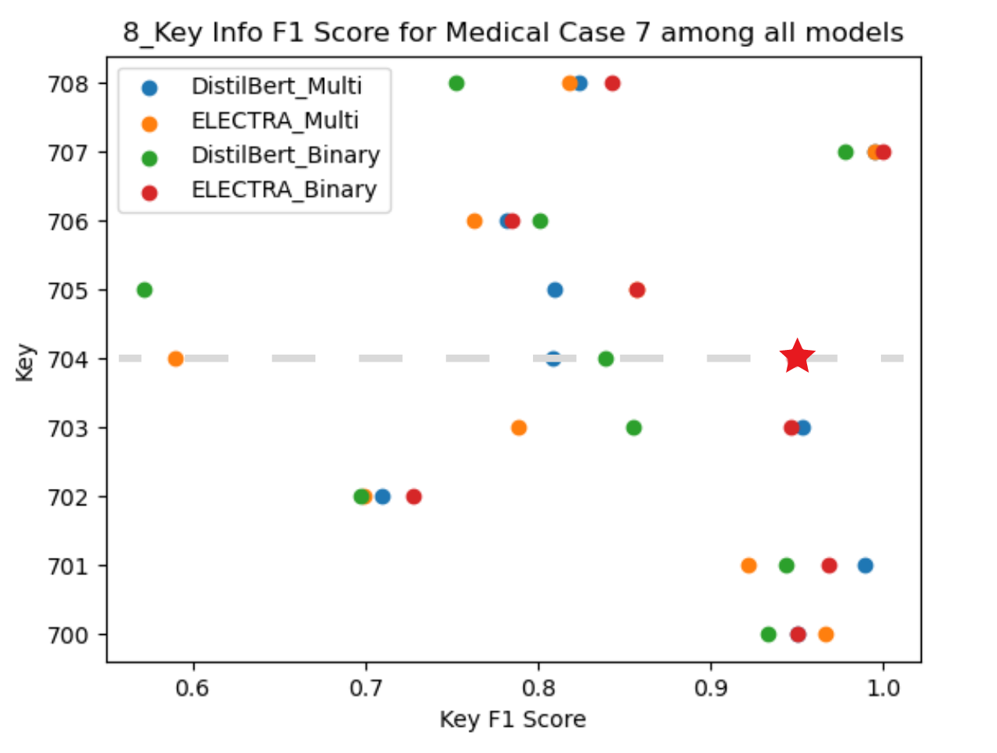 8_Key Info F1 Score for Medical Case 7 among all models
DistilBert_Multi
ELECTRA_Multi
DistilBert_Binary
ELECTRA_Binary
708
707
706
705
704
703
702
701
700
Key
0.6 0.7 0.8 0.9 1.0
Key F1 Score